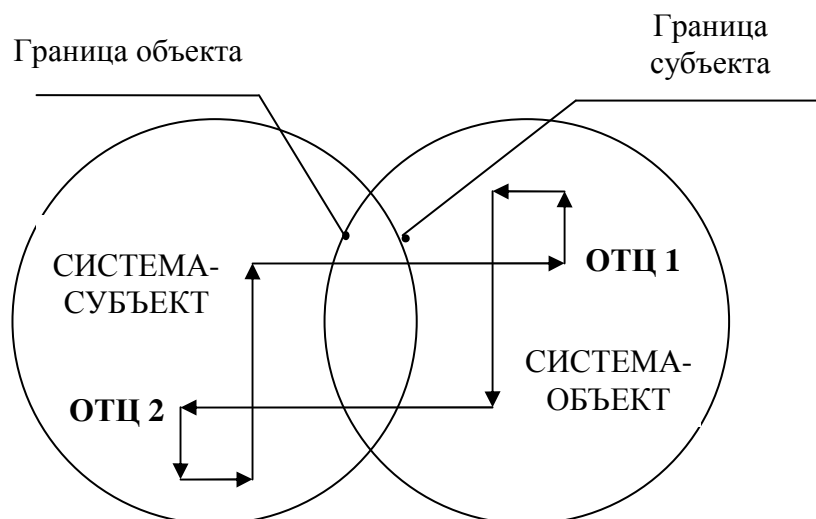 Граница объекта
Граница
субъекта
СИСТЕМА-
СУБЪЕКТ
ОТЦ 1
СИСТЕМА-
ОБЪЕКТ
ОТЦ 2